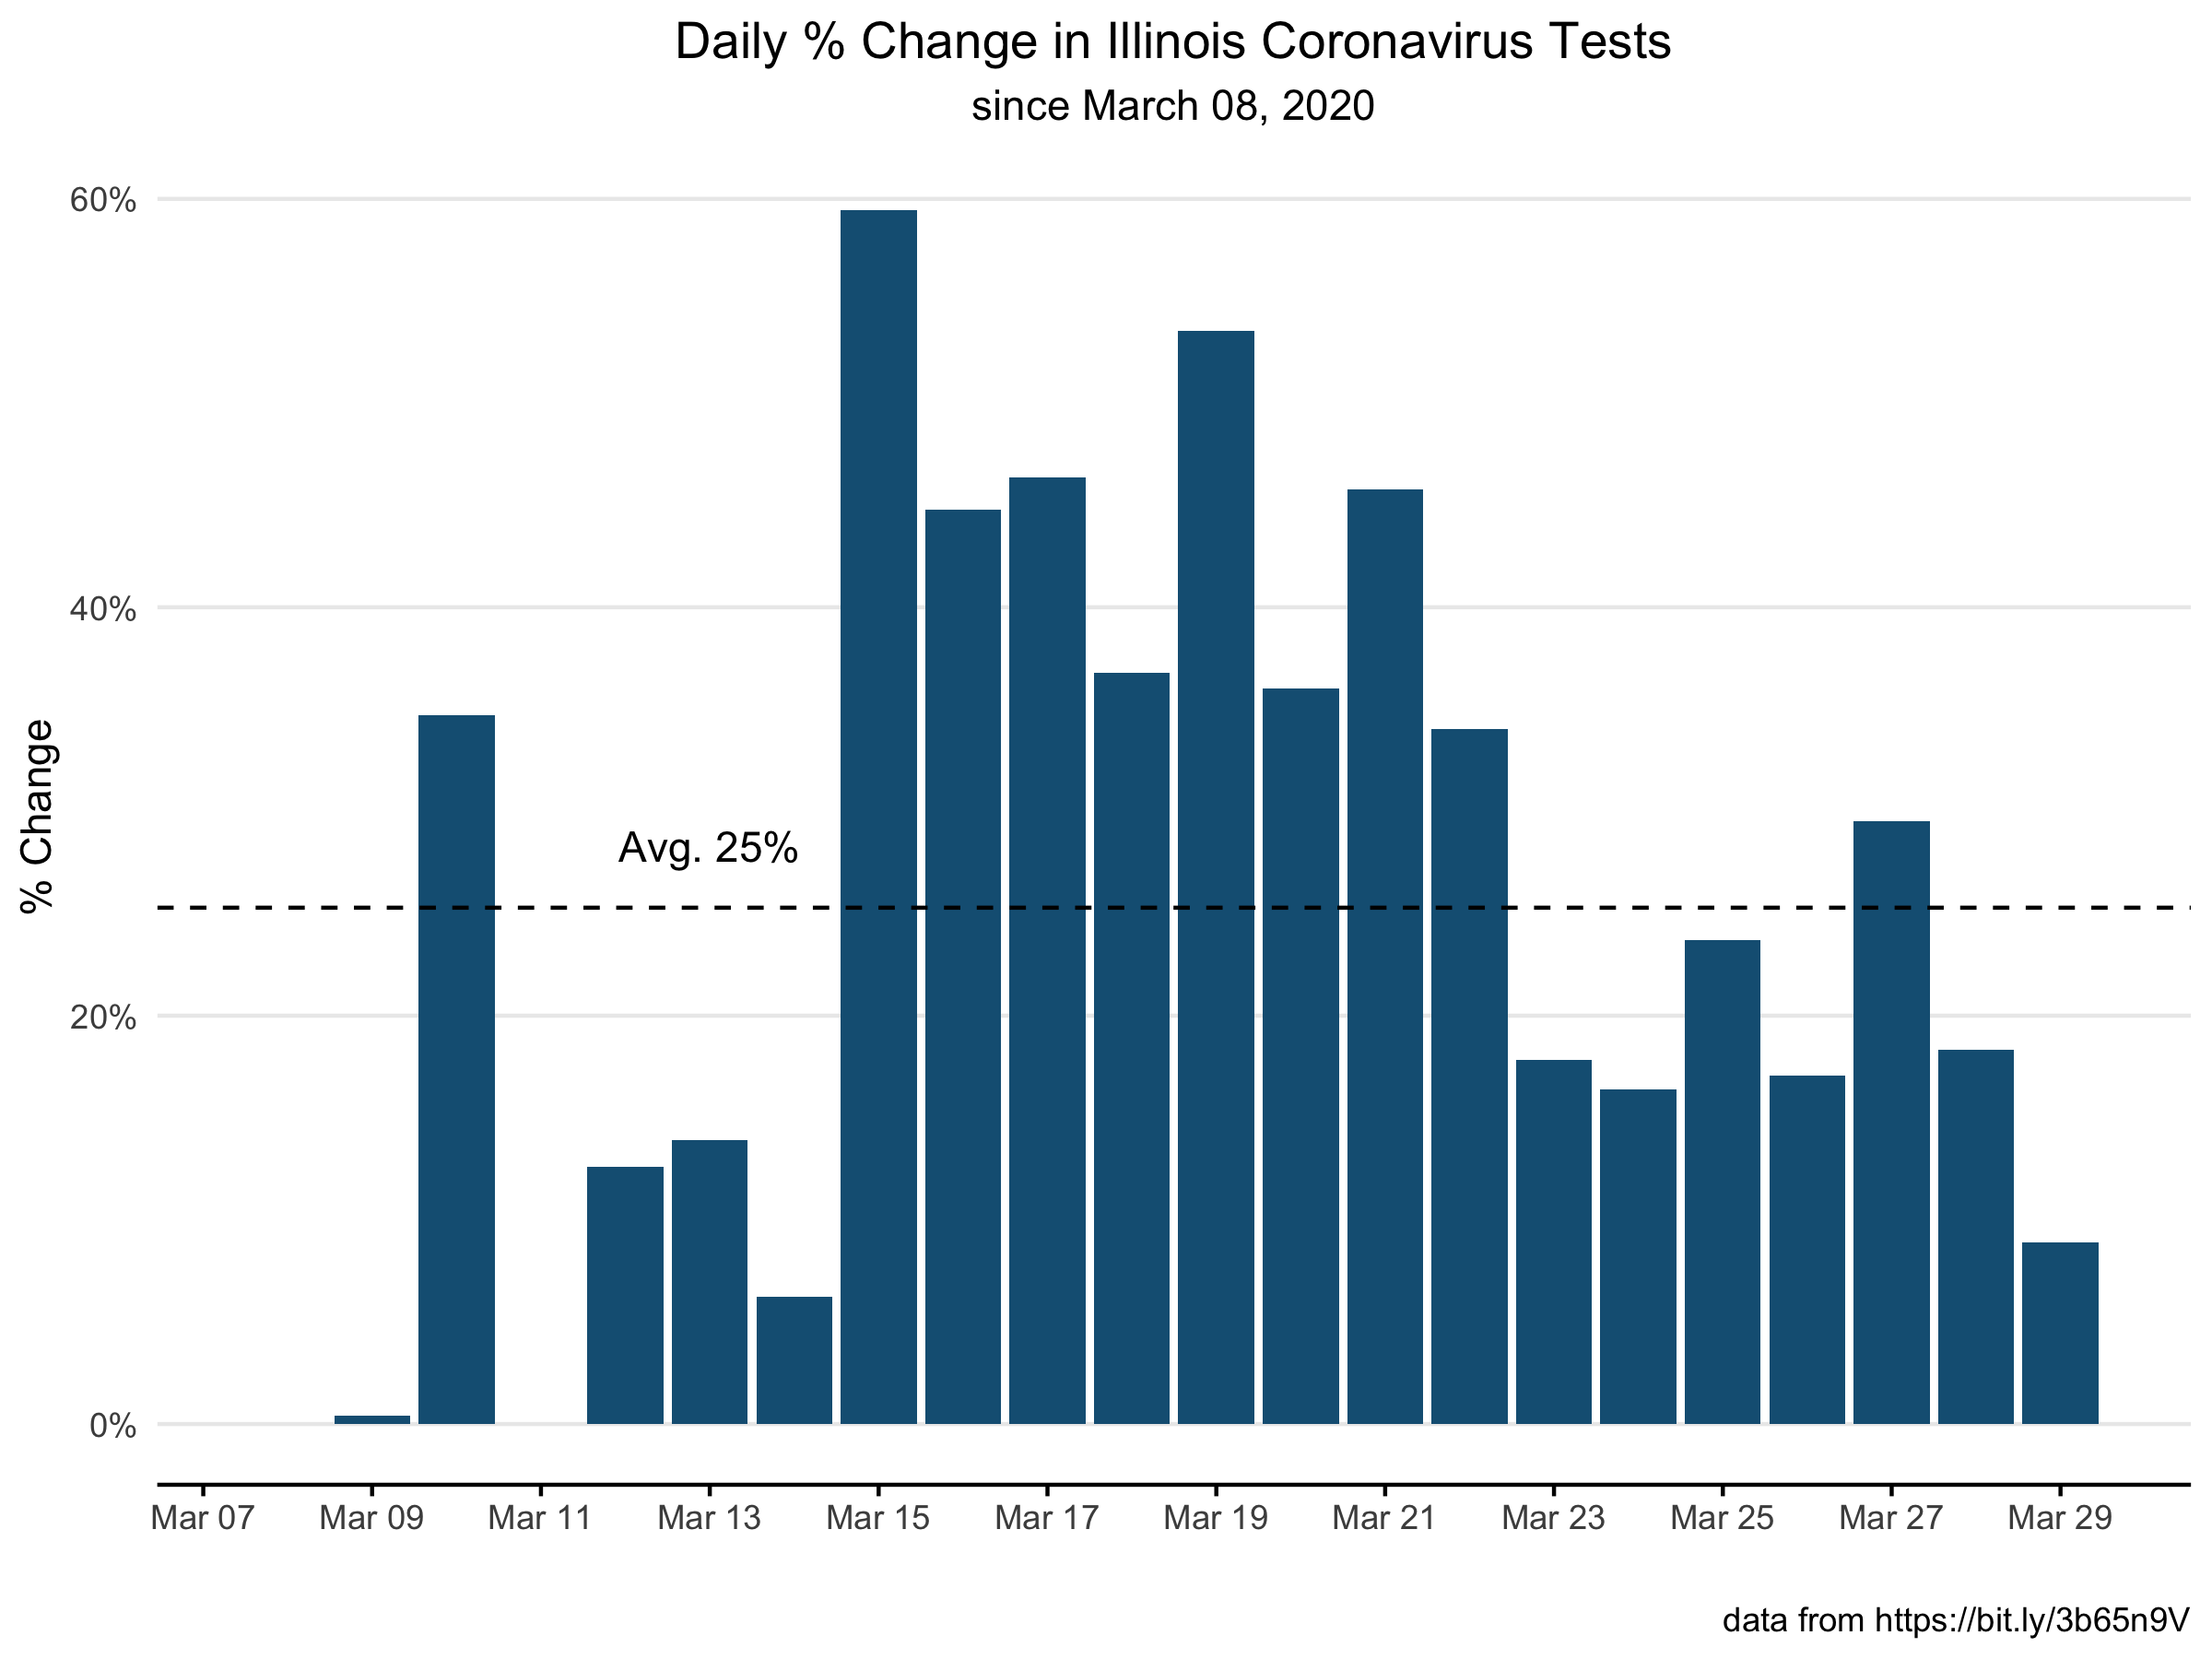 Daily % Change in Illinois Coronavirus Tests
since March 08, 2020
60%
40%
20%
0%
% Change
Avg. 25%
Mar 07 Mar 09 Mar 11 Mar 13 Mar 15 Mar 17 Mar 19 Mar 21 Mar 23 Mar 25 Mar 27 Mar 29
data from https://bit.ly/3b65n9V